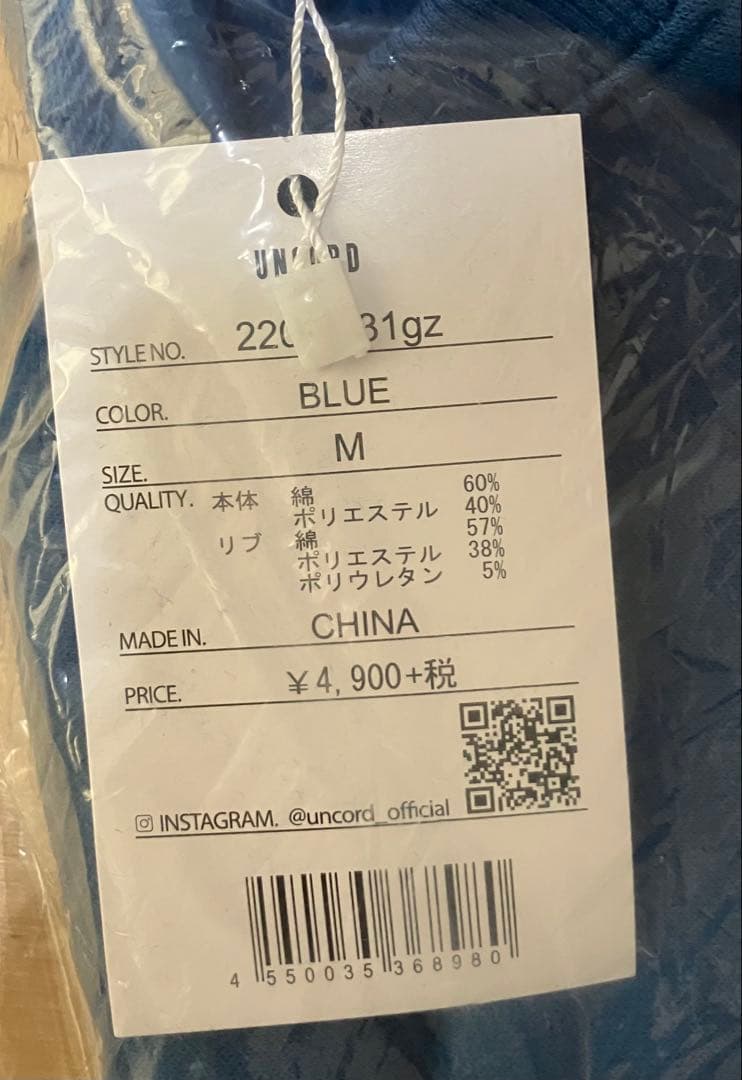 UNCORD
STYLE NO.
COLOR. BLUE
SIZE. M
QUALITY. 本体 綿 60%
ポリエステル 40%
リブ 綿 57%
ポリエステル 38%
ポリウレタン 5%
MADE IN. CHINA
PRICE. ¥4,900+税
INSTAGRAM. @uncord_official
4 550035 368980